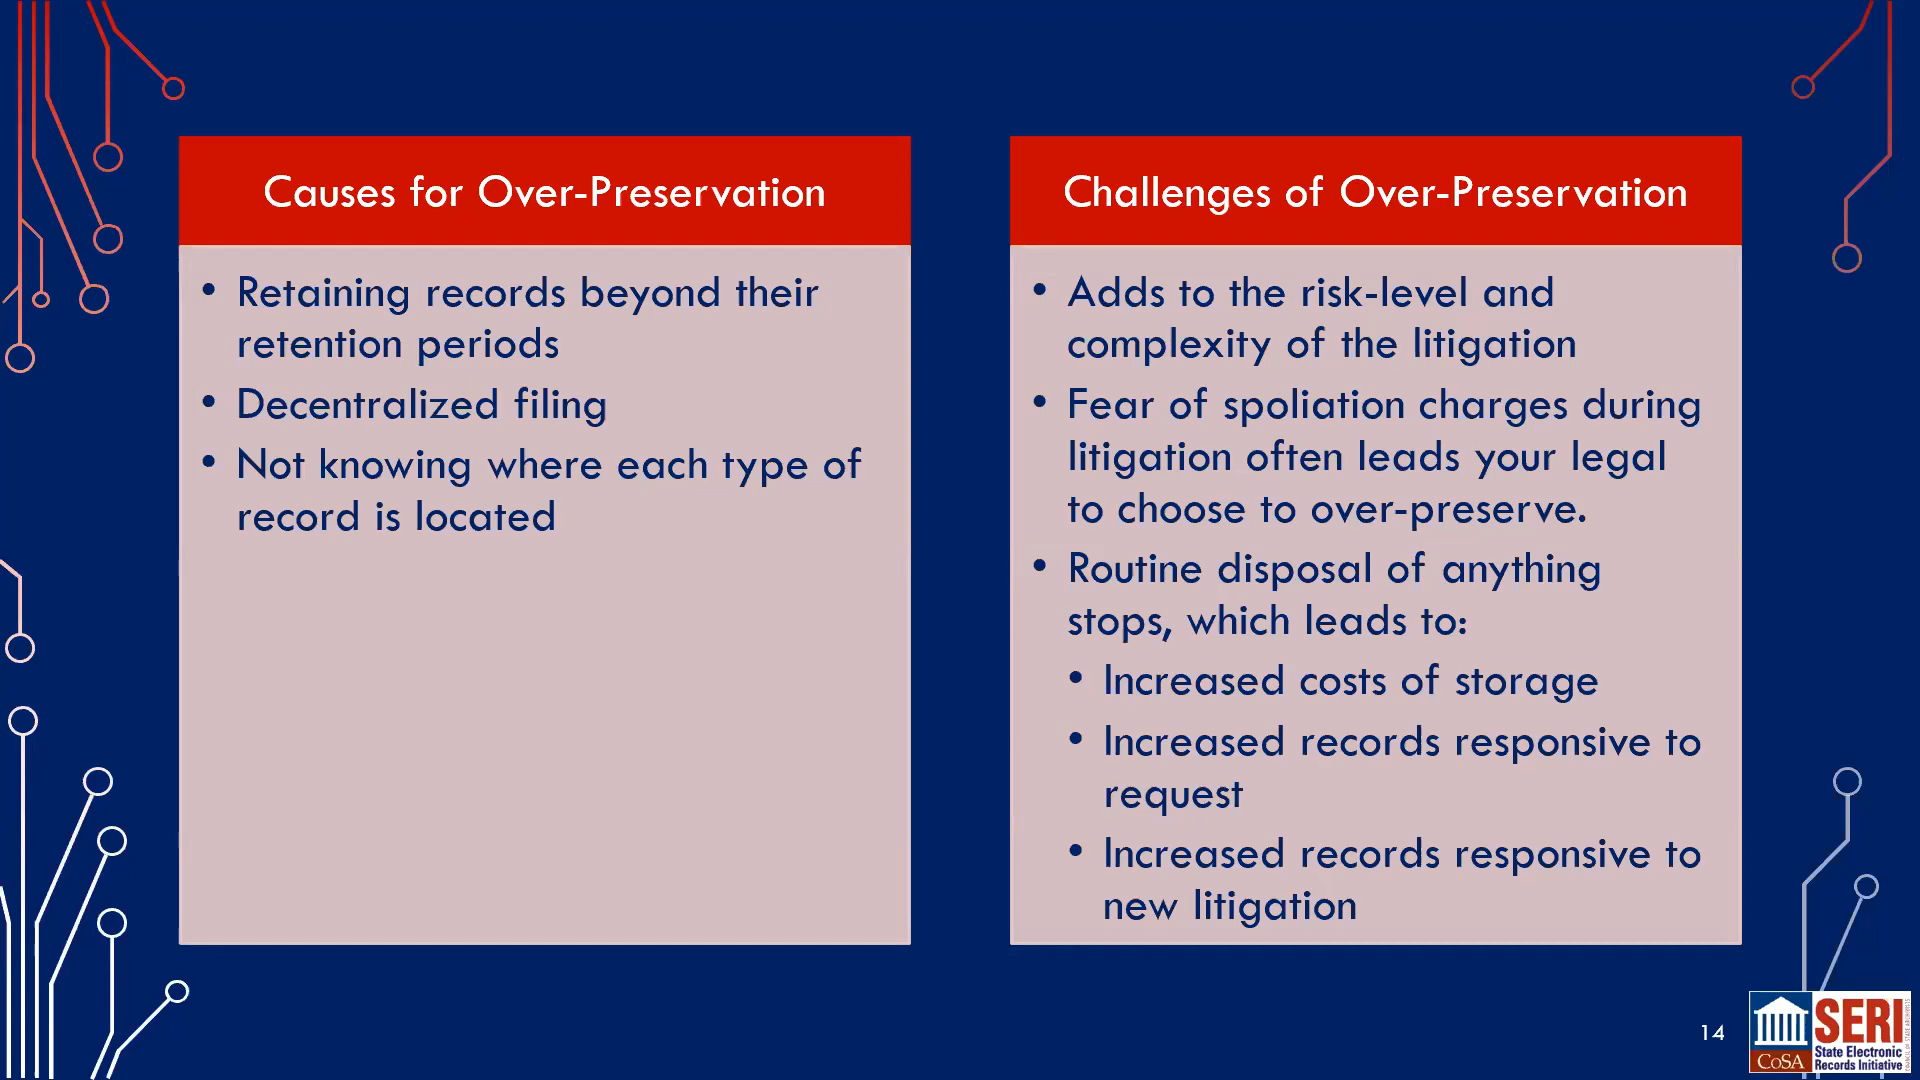 Causes for Over-Preservation
• Retaining records beyond their
retention periods
• Decentralized filing
• Not knowing where each type of
record is located
Challenges of Over-Preservation
• Adds to the risk-level and
complexity of the litigation
• Fear of spoliation charges during
litigation often leads your legal
to choose to over-preserve.
• Routine disposal of anything
stops, which leads to:
• Increased costs of storage
• Increased records responsive to
request
• Increased records responsive to
new litigation
14
CoSA
SERI
State Electronic
Records Initiative